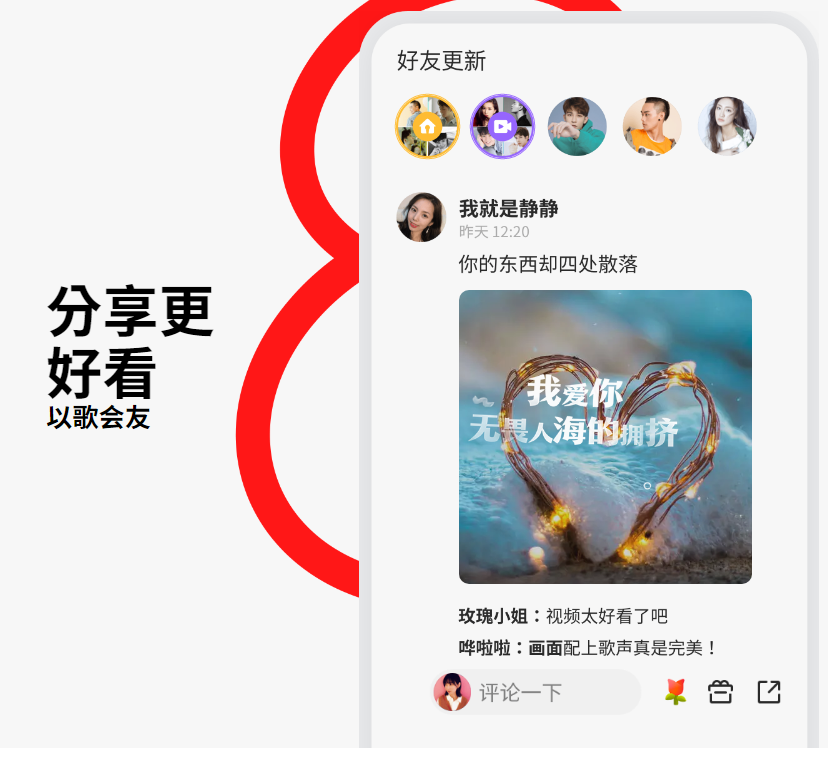 分享更
好看
以歌会友
好友更新
我就是静静
昨天 12:20
你的东西却四处散落
我爱你
无畏人海的拥挤
玫瑰小姐：视频太好看了吧
哗啦啦：画面配上歌声真是完美！
评论一下